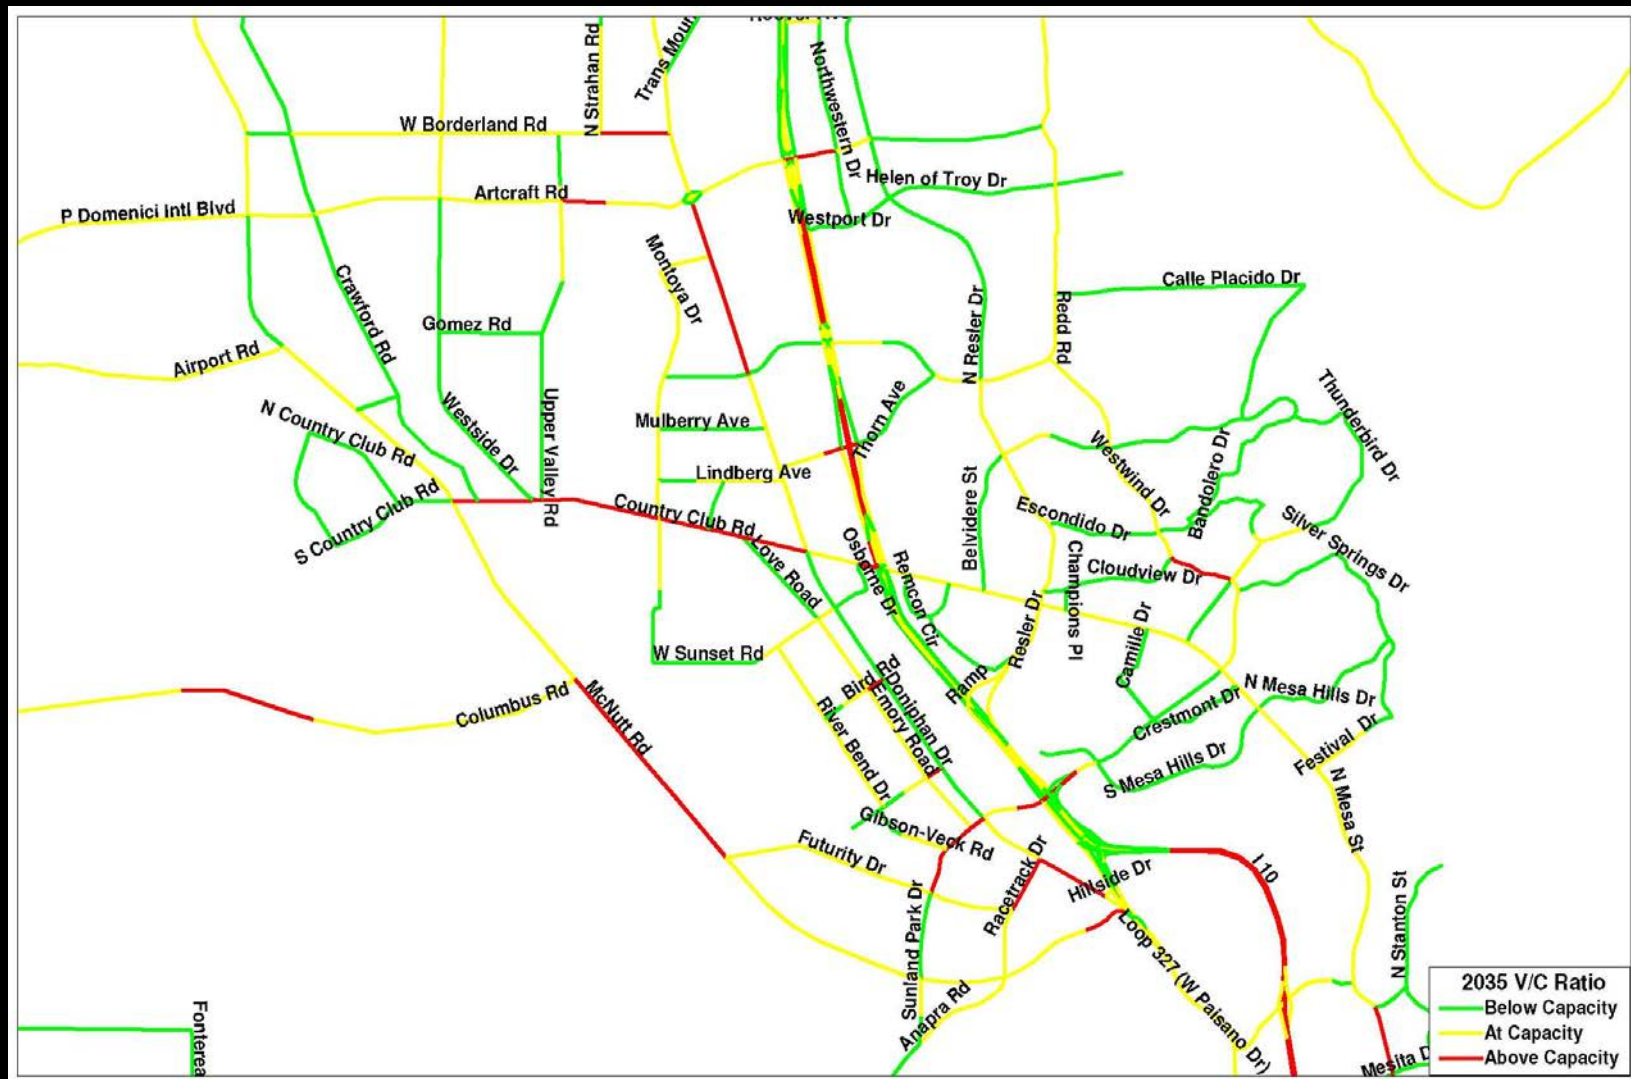 N Strahan Rd
Trans Moun
Northwestern Dr
W Borderland Rd
Helen of Troy Dr
Artcraft Rd
P Domenici Intl Blvd
Westport Dr
Montoya Dr
Crawford Rd
Calle Placido Dr
Gomez Rd
N Resler Dr
Redd Rd
Airport Rd
Thunderbird Dr
Thorn Ave
N Country Club Rd
Westside Dr
Upper Valley Rd
Mulberry Ave
Westwind Dr
Bandolero Dr
Lindberg Ave
Belvidere St
S Country Club Rd
Country Club Rd
Escondido Dr
Silver Springs Dr
Love Road
Osborne Dr
Remcon Cir
Champions Pl
Cloudview Dr
Resler Dr
Camille Dr
W Sunset Rd
Bird Rd
Ramp
N Mesa Hills Dr
Columbus Rd
McNutt Rd
River Bend Dr
Emory Road
Doniphan Dr
Crestmont Dr
Festival Dr
S Mesa Hills Dr
N Mesa St
Gibson-Veck Rd
Futurity Dr
Racetrack Dr
Hillside Dr
I 10
Sunland Park Dr
Loop 327 (W Paisano Dr)
N Stanton St
Anapra Rd
Fonterea
Mesita D
2035 V/C Ratio
Below Capacity
At Capacity
Above Capacity